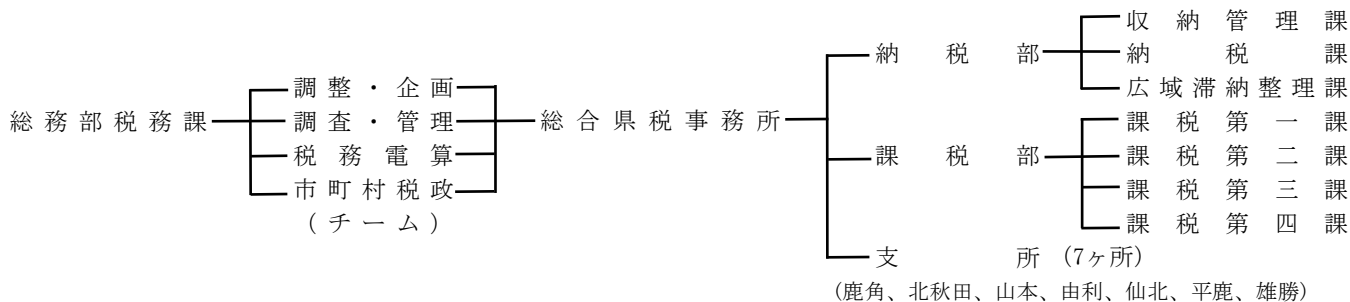 総務部税務課
調整・企画
調査・管理
税務電算
市町村税政
(チーム)
総合県税事務所
納税部
収納管理課
納税課
広域滞納整理課
課税部
課税第一課
課税第二課
課税第三課
課税第四課
支所 (7ヶ所)
(鹿角、北秋田、山本、由利、仙北、平鹿、雄勝)